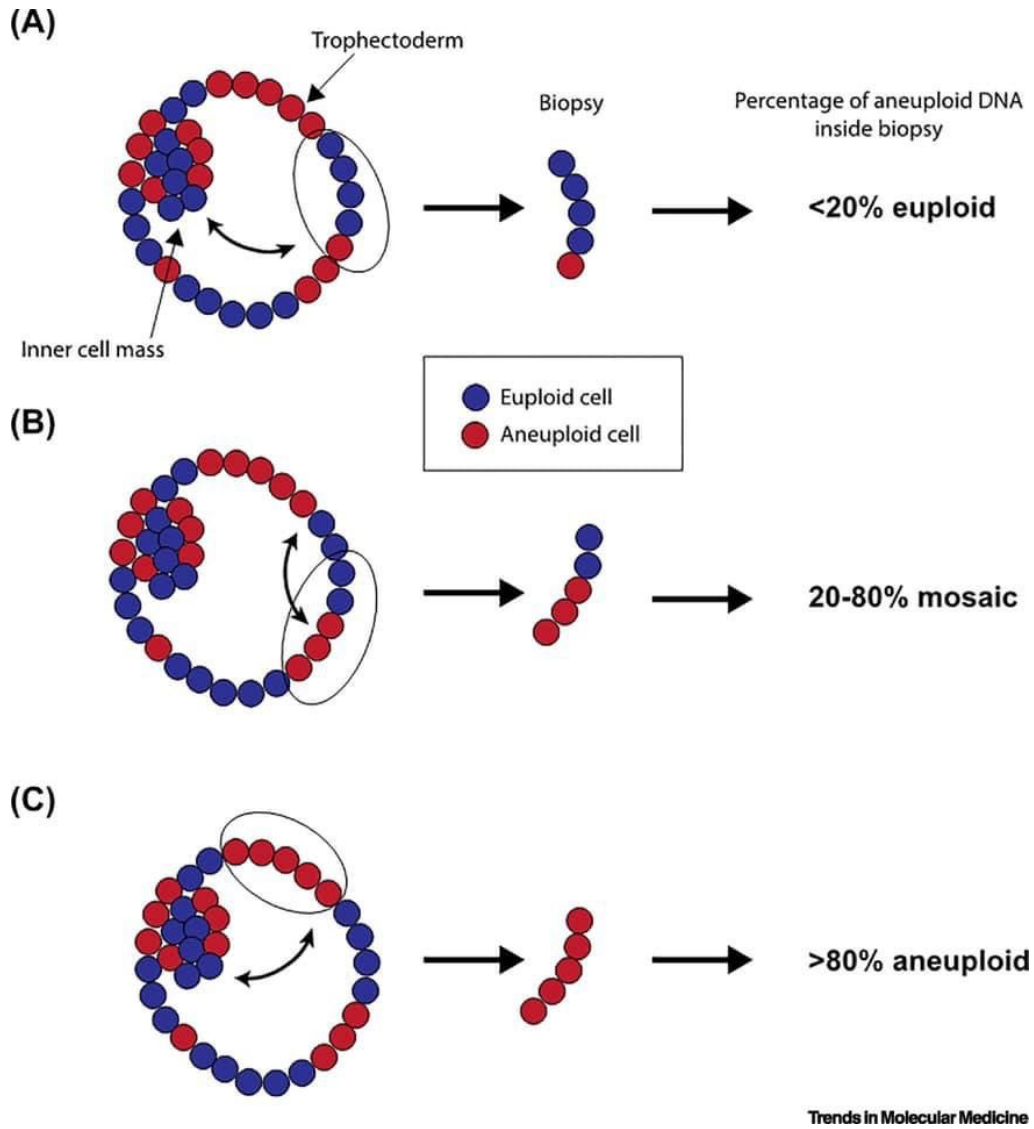 (A)
Trophectoderm
Biopsy
Percentage of aneuploid DNA
inside biopsy
<20% euploid
Inner cell mass
Euploid cell
Aneuploid cell
(B)
20-80% mosaic
(C)
>80% aneuploid
Trends in Molecular Medicine